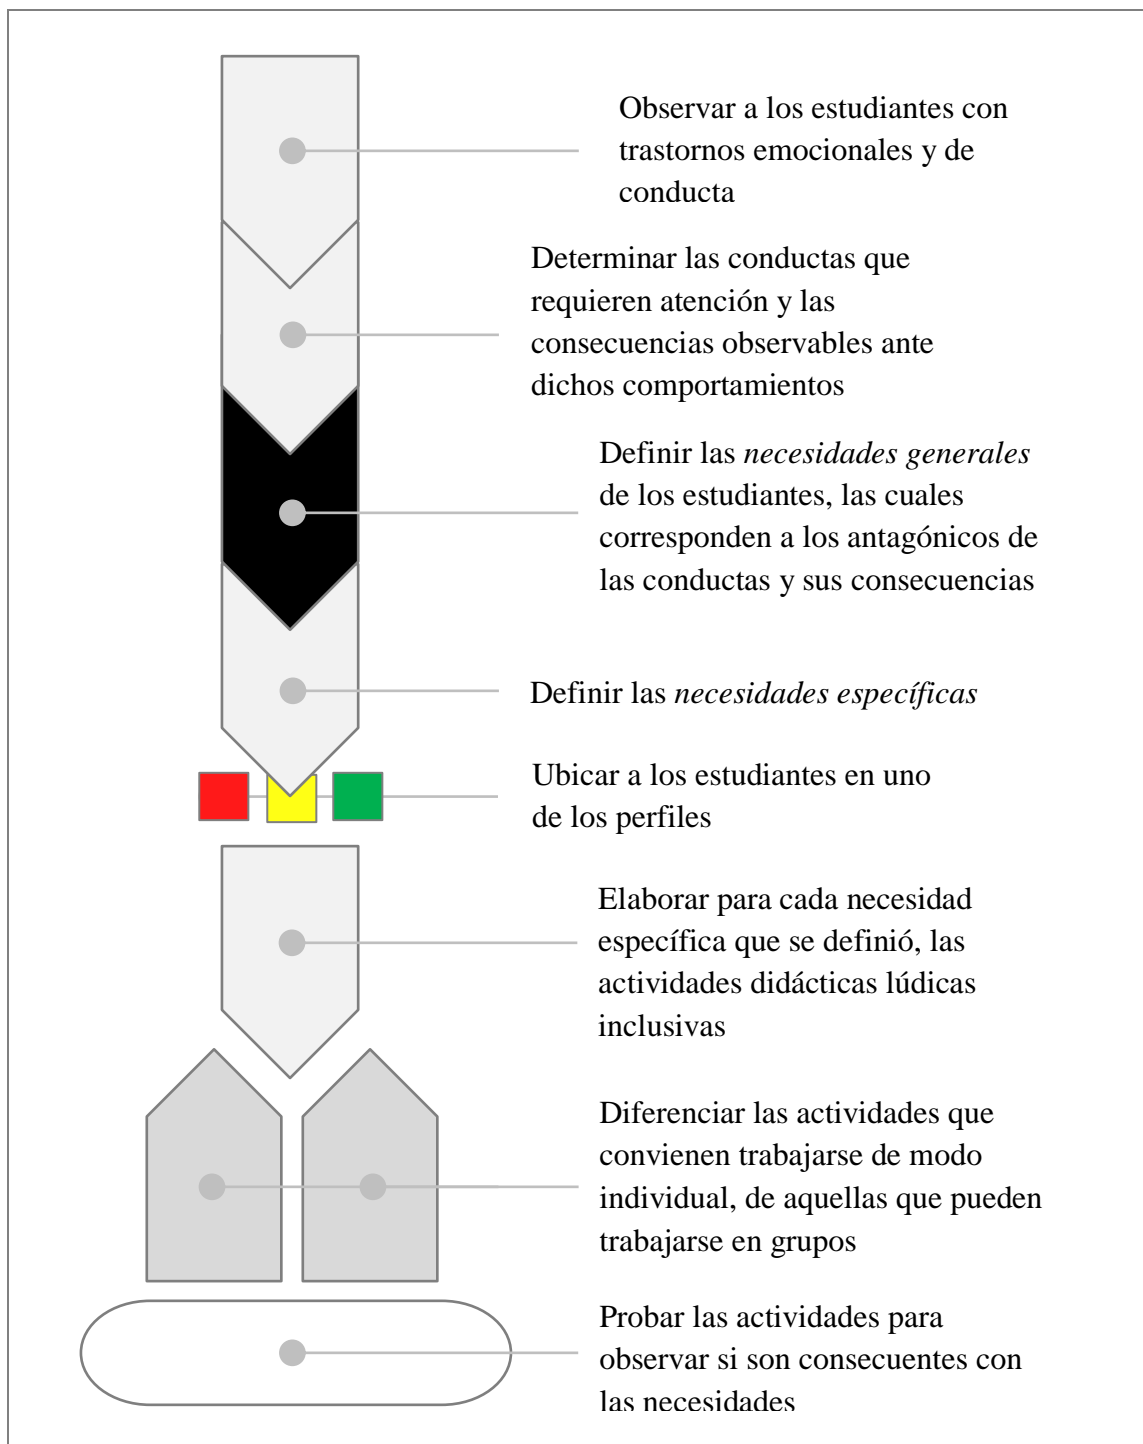 Observar a los estudiantes con
trastornos emocionales y de
conducta
Determinar las conductas que
requieren atención y las
consecuencias observables ante
dichos comportamientos
Definir las necesidades generales
de los estudiantes, las cuales
corresponden a los antagónicos de
las conductas y sus consecuencias
Definir las necesidades específicas
Ubicar a los estudiantes en uno
de los perfiles
Elaborar para cada necesidad
específica que se definió, las
actividades didácticas lúdicas
inclusivas
Diferenciar las actividades que
convienen trabajarse de modo
individual, de aquellas que pueden
trabajarse en grupos
Probar las actividades para
observar si son consecuentes con
las necesidades